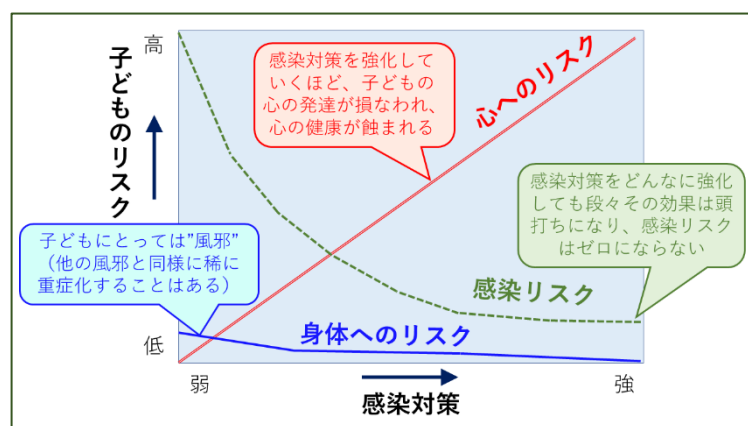 高
子どものリスク
低
感染対策を強化して
いくほど、子どもの
心の発達が損なわれ、
心の健康が蝕まれる
心へのリスク
感染対策をどんなに強化
しても段々その効果は頭
打ちになり、感染リスク
はゼロにならない
子どもにとっては”風邪”
（他の風邪と同様に稀に
重症化することはある）
感染リスク
身体へのリスク
弱
強
感染対策